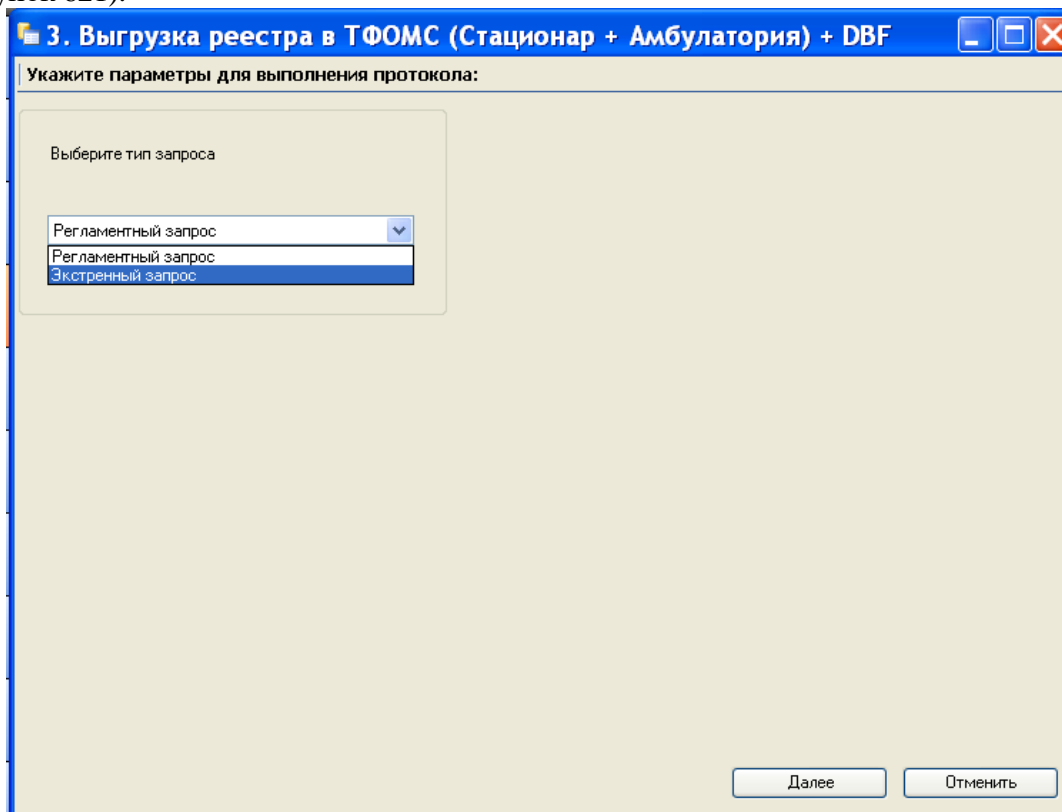 3. Выгрузка реестра в ТФОМС (Стационар + Амбулатория) + DBF
Укажите параметры для выполнения протокола:
Выберите тип запроса
Регламентный запрос
Регламентный запрос
Экстренный запрос
Далее
Отменить